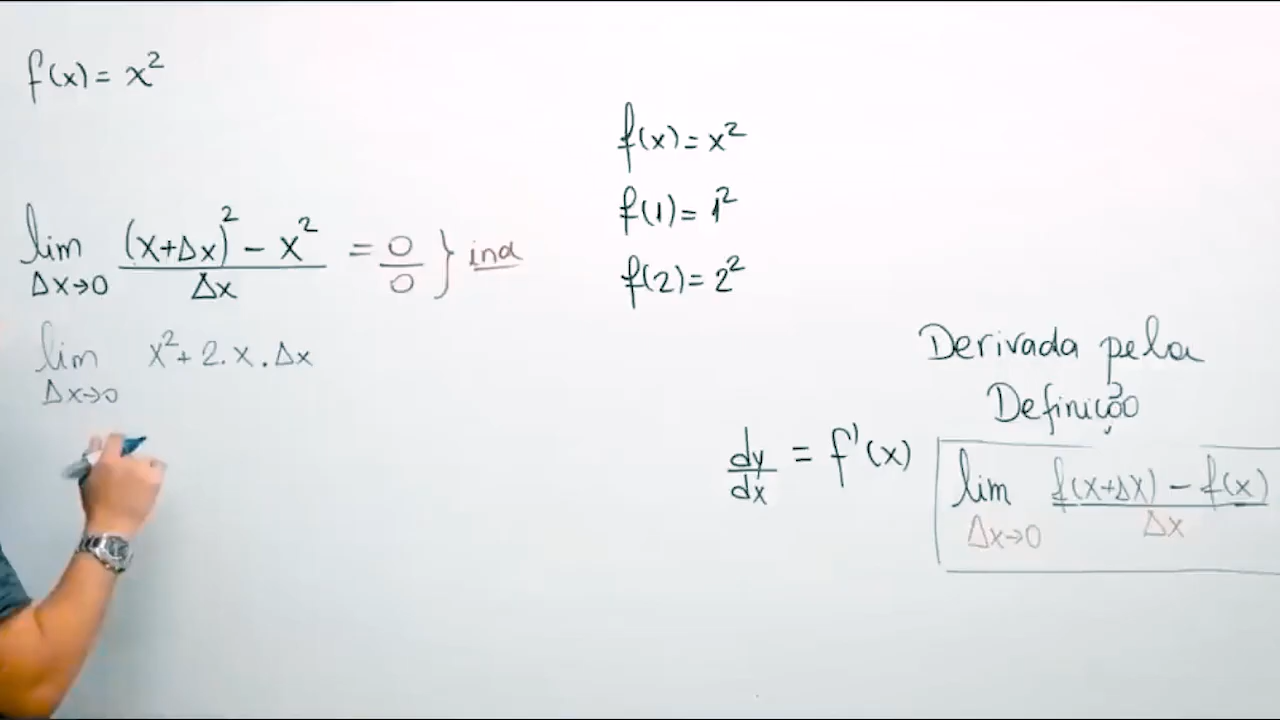 f(x) = x²
lim (x+Δx)² - x² / Δx = 0/0 } ind
Δx→0
lim x² + 2.x.Δx
Δx→0
f(x) = x²
f(1) = 1²
f(2) = 2²
Derivada pela
Definição
dy/dx = f'(x)
lim f(x+Δx) - f(x) / Δx
Δx→0